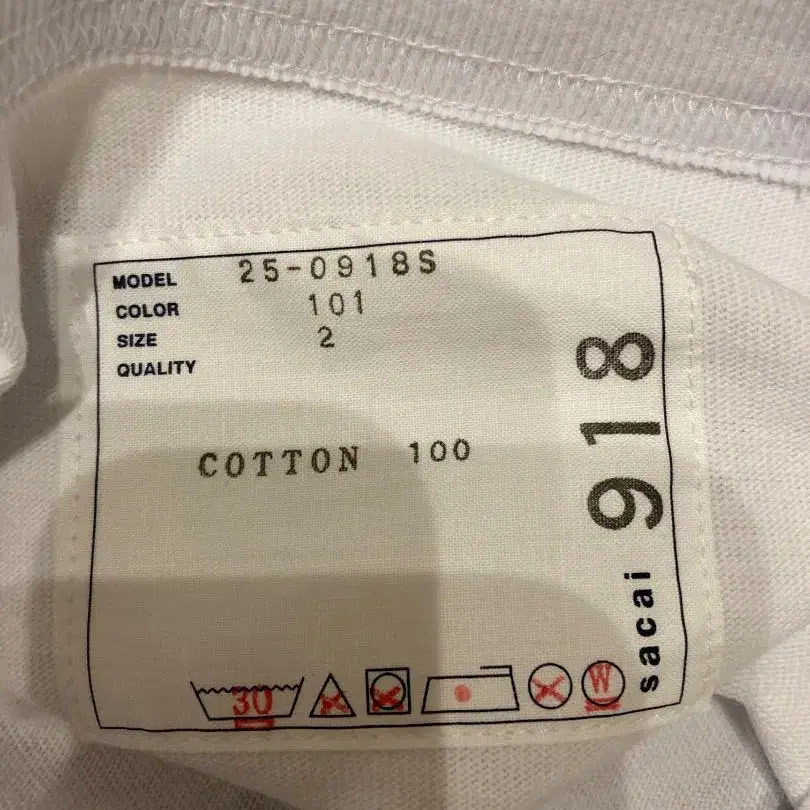 MODEL 25-0918S
COLOR 101
SIZE 2
QUALITY
COTTON 100
sacai 918
30
W